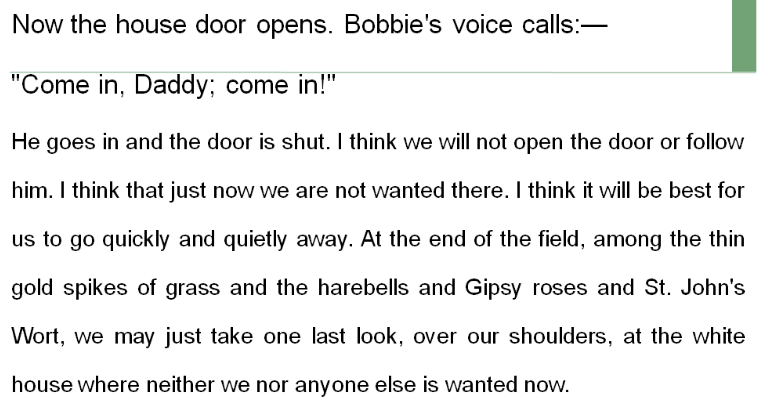 Now the house door opens. Bobbie's voice calls:—
"Come in, Daddy; come in!"
He goes in and the door is shut. I think we will not open the door or follow
him. I think that just now we are not wanted there. I think it will be best for
us to go quickly and quietly away. At the end of the field, among the thin
gold spikes of grass and the harebells and Gipsy roses and St. John's
Wort, we may just take one last look, over our shoulders, at the white
house where neither we nor anyone else is wanted now.